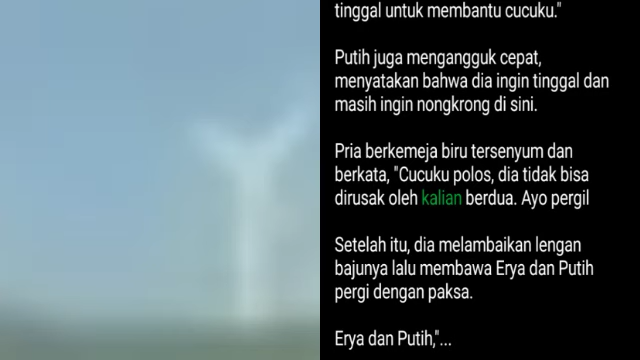 tinggal untuk membantu cucuku."
Putih juga mengangguk cepat,
menyatakan bahwa dia ingin tinggal dan
masih ingin nongkrong di sini.
Pria berkemeja biru tersenyum dan
berkata, "Cucuku polos, dia tidak bisa
dirusak oleh kalian berdua. Ayo pergil
Setelah itu, dia melambaikan lengan
bajunya lalu membawa Erya dan Putih
pergi dengan paksa.
Erya dan Putih,"...